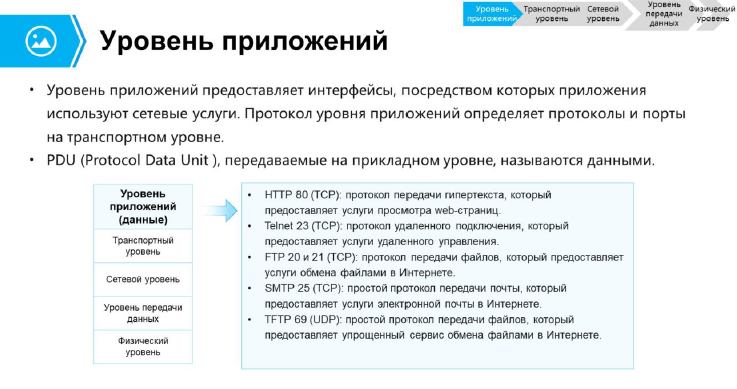 Уровень
приложений
Транспортный
уровень
Сетевой
уровень
Уровень
передачи
данных
Физический
уровень
Уровень приложений
• Уровень приложений предоставляет интерфейсы, посредством которых приложения
используют сетевые услуги. Протокол уровня приложений определяет протоколы и порты
на транспортном уровне.
• PDU (Protocol Data Unit ), передаваемые на прикладном уровне, называются данными.
Уровень
приложений
(данные)
Транспортный
уровень
Сетевой уровень
Уровень передачи
данных
Физический
уровень
• HTTP 80 (TCP): протокол передачи гипертекста, который
предоставляет услуги просмотра web-страниц.
• Telnet 23 (TCP): протокол удаленного подключения, который
предоставляет услуги удаленного управления.
• FTP 20 и 21 (TCP): протокол передачи файлов, который предоставляет
услуги обмена файлами в Интернете.
• SMTP 25 (TCP): простой протокол передачи почты, который
предоставляет услуги электронной почты в Интернете.
• TFTP 69 (UDP): простой протокол передачи файлов, который
предоставляет упрощенный сервис обмена файлами в Интернете.